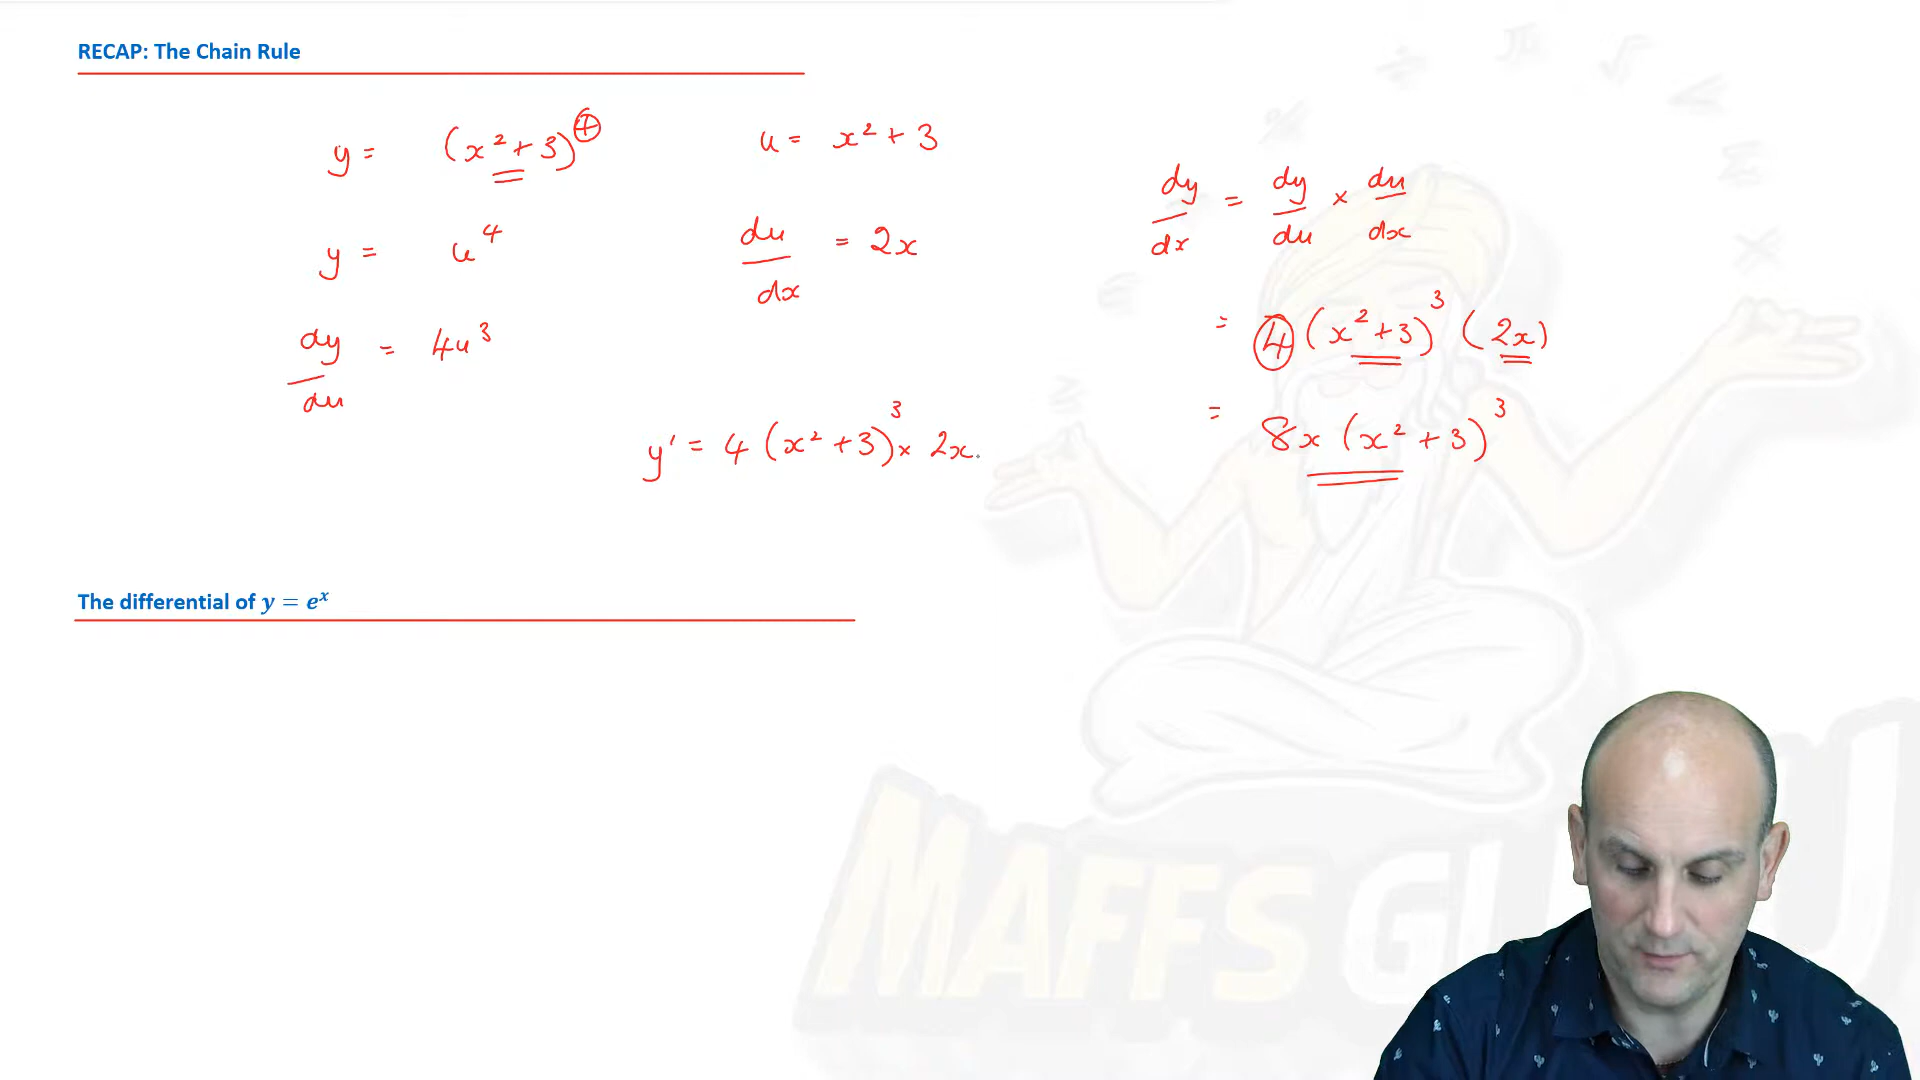 RECAP: The Chain Rule
y = (x² + 3)⁴
y = u⁴
dy/du = 4u³
u = x² + 3
du/dx = 2x
y' = 4(x² + 3)³ × 2x.
dy/dx = dy/du × du/dx
= 4(x² + 3)³ (2x)
= 8x(x² + 3)³
The differential of y = eˣ
MAFFS GURU